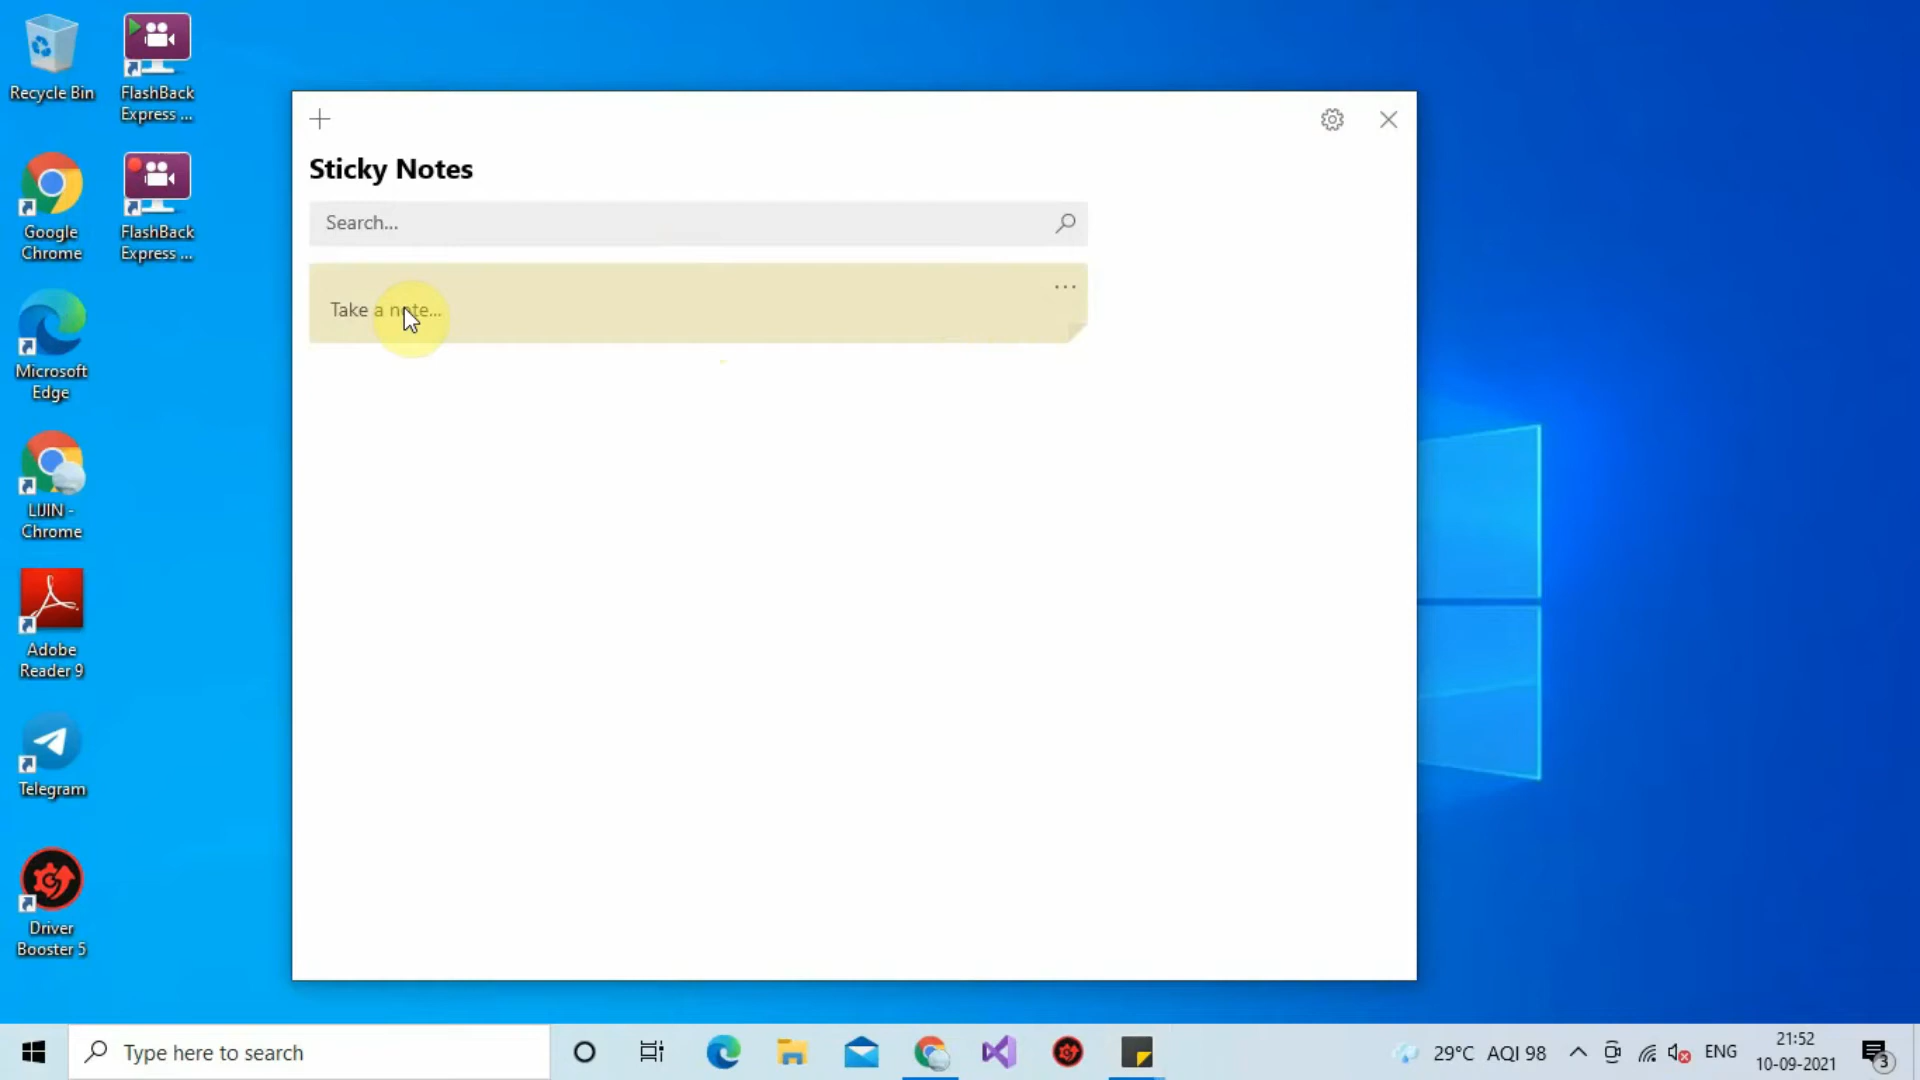 Recycle Bin
FlashBack
Express ...
Google
Chrome
FlashBack
Express ...
Microsoft
Edge
LIJIN -
Chrome
Adobe
Reader 9
Telegram
Driver
Booster 5
Sticky Notes
Search...
Take a note...
Type here to search
29°C AQI 98
ENG
21:52
10-09-2021
3